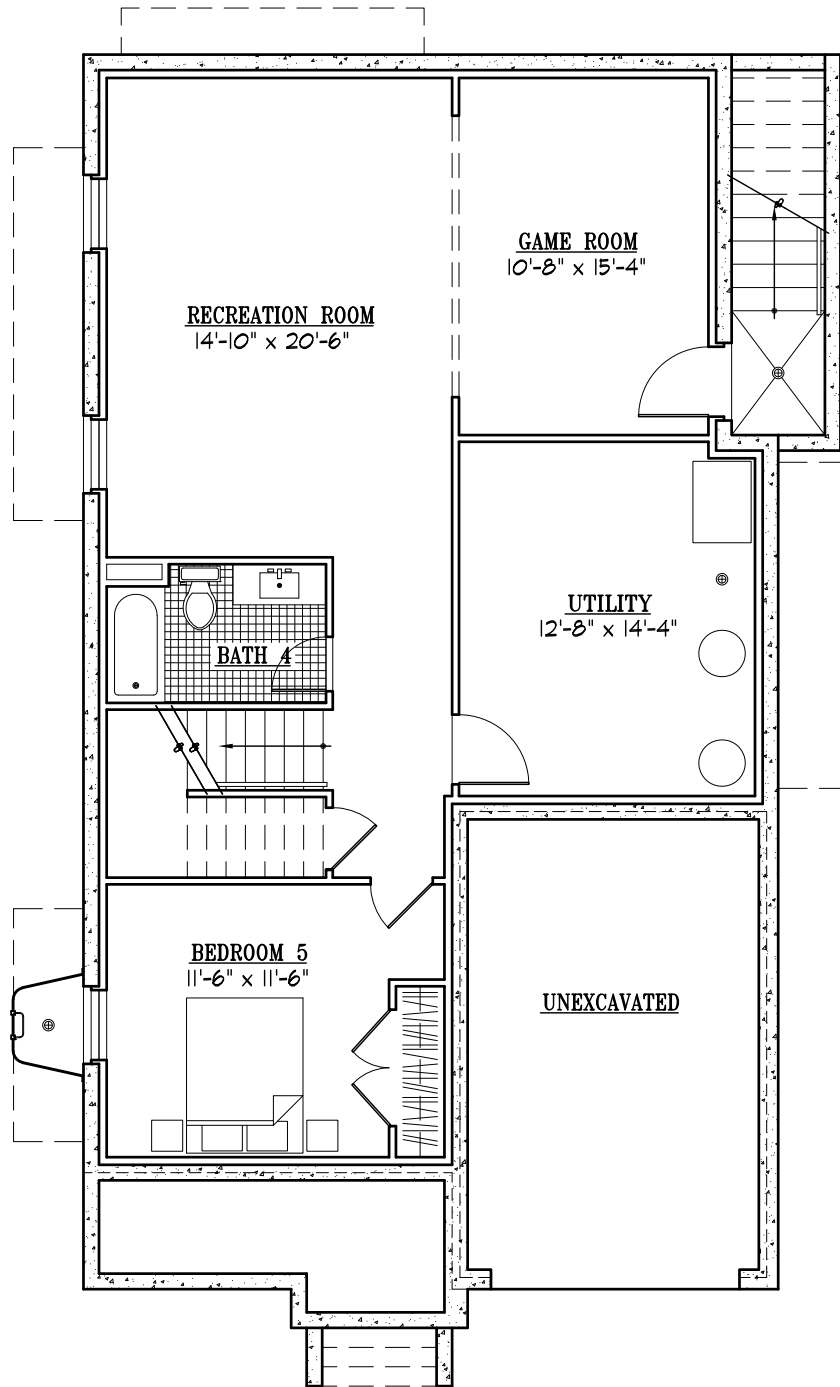 GAME ROOM
10'-8" x 15'-4"
RECREATION ROOM
14'-10" x 20'-6"
UTILITY
12'-8" x 14'-4"
BATH 4
BEDROOM 5
11'-6" x 11'-6"
UNEXCAVATED